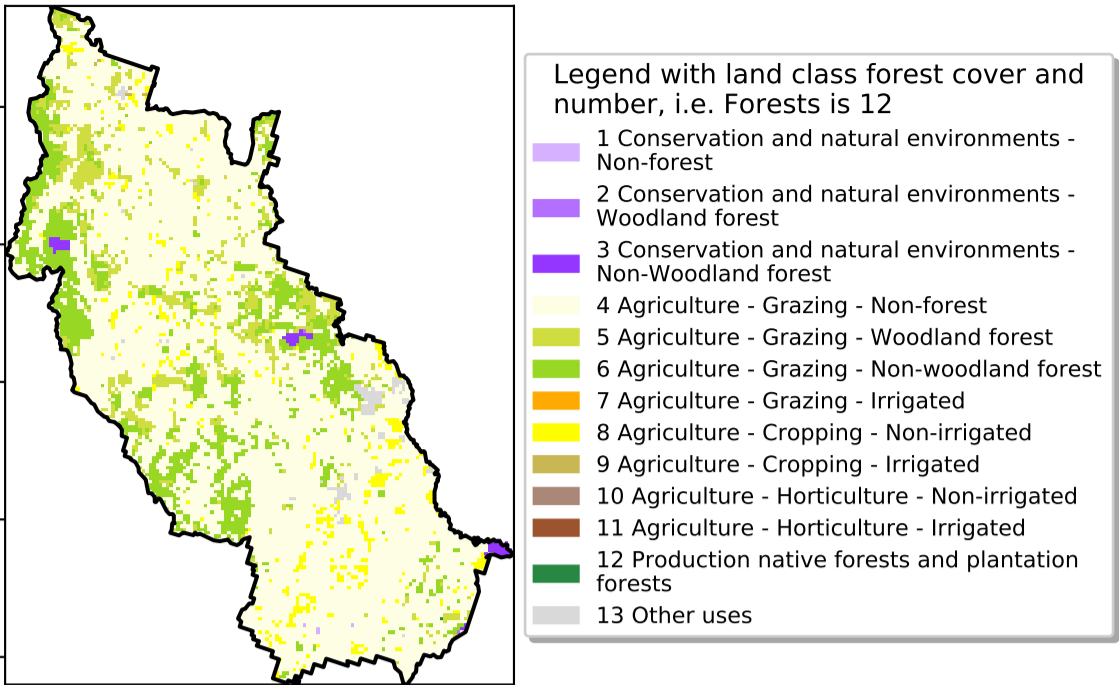 Legend with land class forest cover and
number, i.e. Forests is 12
1 Conservation and natural environments -
Non-forest
2 Conservation and natural environments -
Woodland forest
3 Conservation and natural environments -
Non-Woodland forest
4 Agriculture - Grazing - Non-forest
5 Agriculture - Grazing - Woodland forest
6 Agriculture - Grazing - Non-woodland forest
7 Agriculture - Grazing - Irrigated
8 Agriculture - Cropping - Non-irrigated
9 Agriculture - Cropping - Irrigated
10 Agriculture - Horticulture - Non-irrigated
11 Agriculture - Horticulture - Irrigated
12 Production native forests and plantation
forests
13 Other uses